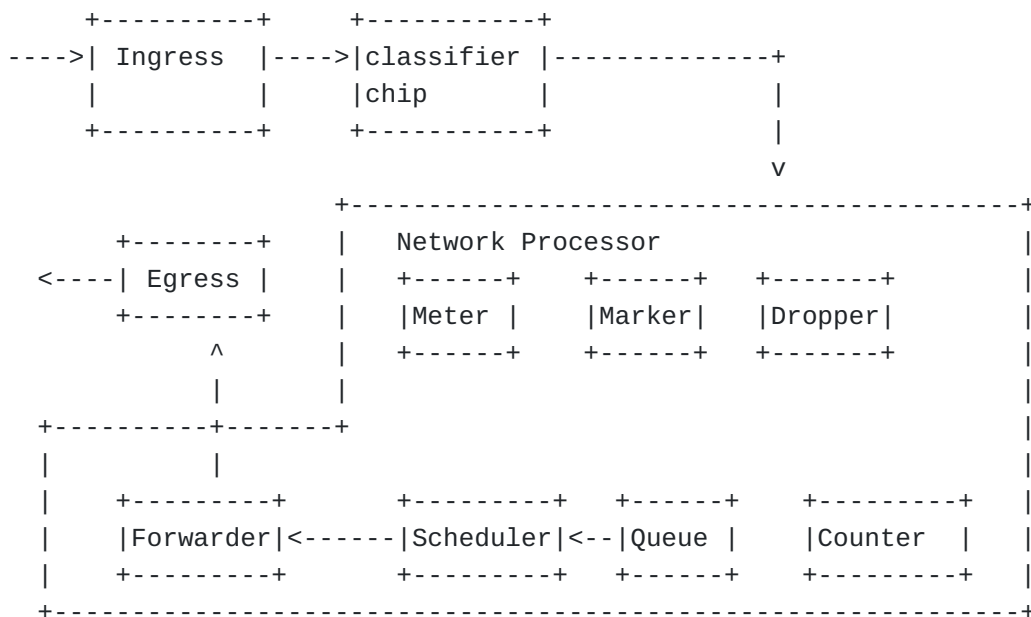 Ingress classifier
chip
Network Processor
Egress
Meter Marker Dropper
Forwarder Scheduler Queue Counter